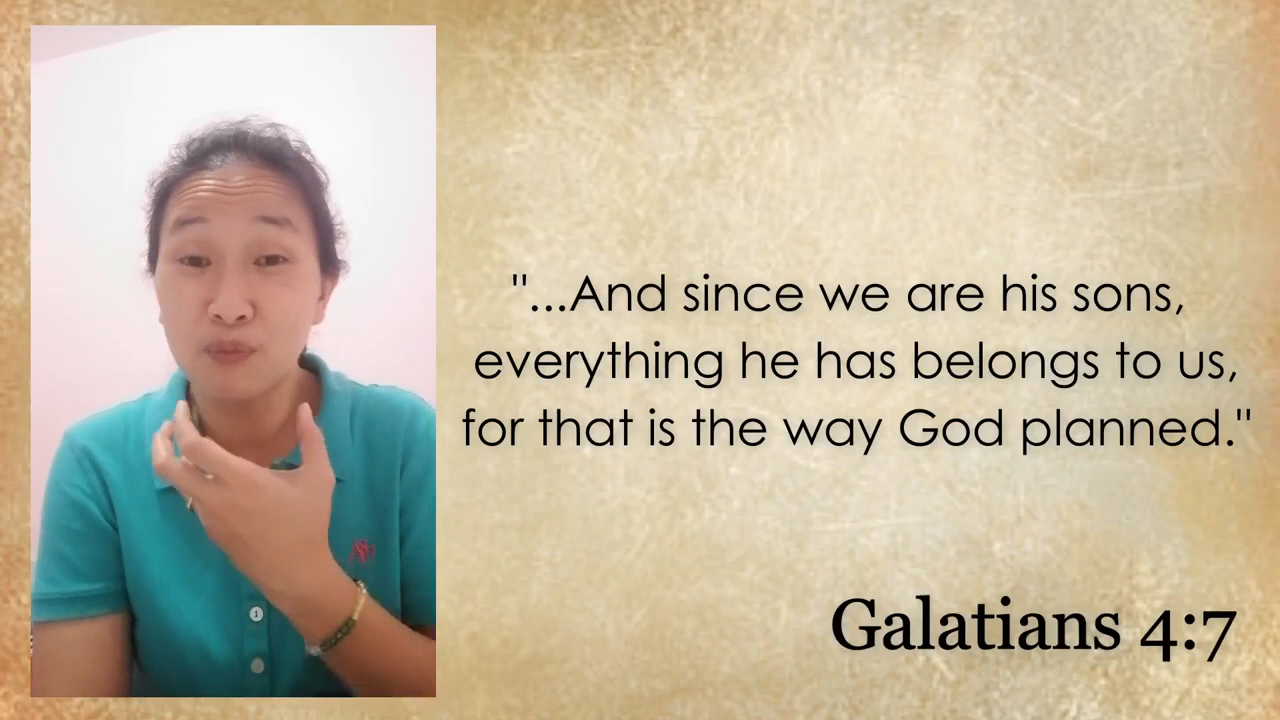 "...And since we are his sons,
everything he has belongs to us,
for that is the way God planned."
Galatians 4:7